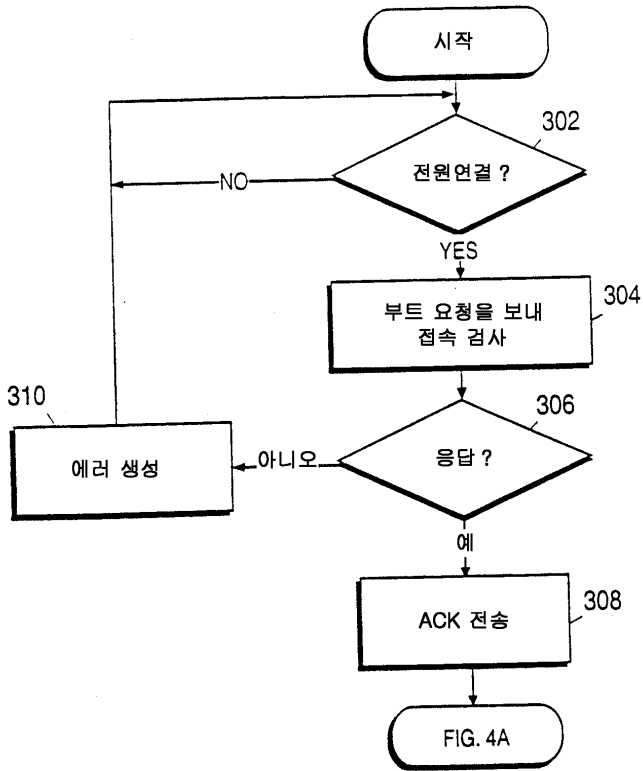 시작
302
전원연결 ?
NO
YES
304
부트 요청을 보내
접속 검사
310
306
에러 생성
아니오
응답 ?
예
308
ACK 전송
FIG. 4A